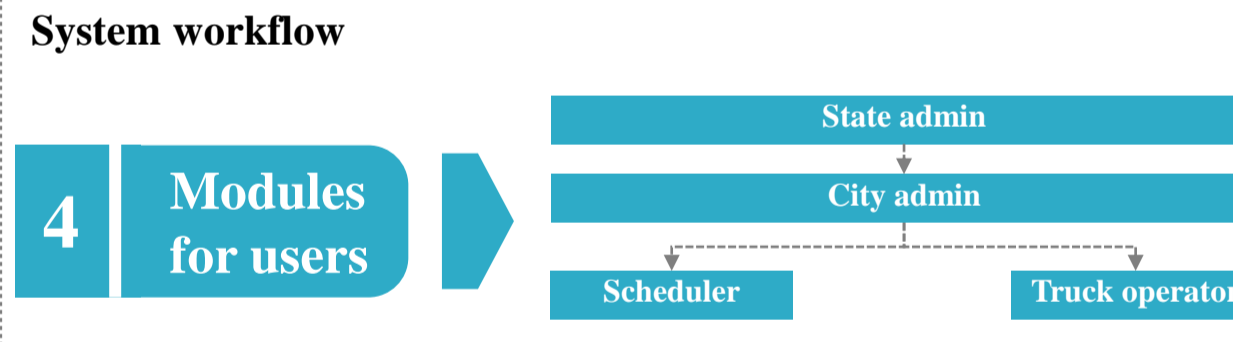 System workflow
4
Modules
for users
State admin
City admin
Scheduler
Truck operator